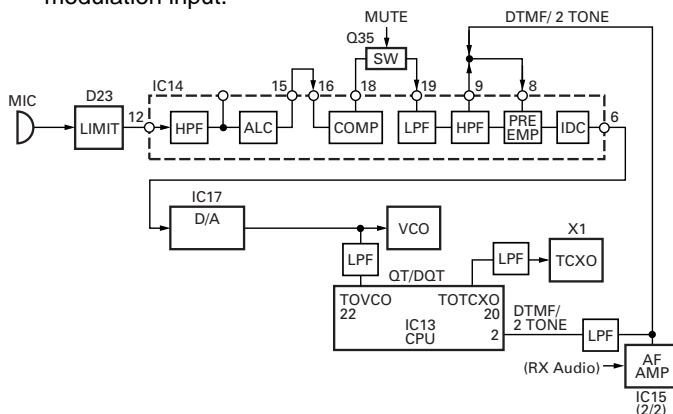 modulation input.
MUTE
DTMF/ 2 TONE
Q35
SW
IC14
15
16
18
19
9
8
MIC
D23
LIMIT
12
HPF
ALC
COMP
LPF
HPF
PRE
EMP
IDC
6
IC17
D/A
VCO
X1
TCXO
LPF
LPF
QT/DQT
TOVCO
22
TOTCXO
20
IC13
CPU
2
DTMF/
2 TONE
LPF
(RX Audio)
AF
AMP
IC15
(2/2)